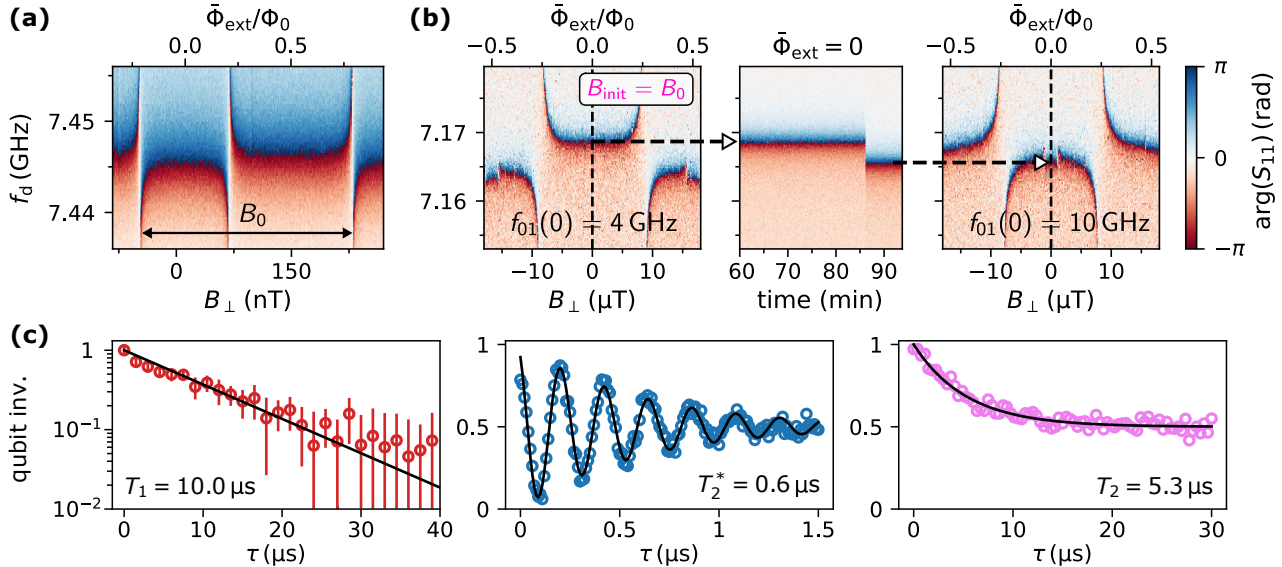 (a)
Φ̄ext/Φ0
0.0 0.5
7.45
7.44
fd (GHz)
B0
0 150
B⊥ (nT)
(b)
Φ̄ext/Φ0
−0.5 −0.25 0 0.25
Binit = B0
7.17
7.16
f01(0) = 4 GHz
−10 0 10
B⊥ (μT)
Φ̄ext = 0
60 70 80 90
time (min)
Φ̄ext/Φ0
−0.25 0 0.25 0.5
f01(0) = 10 GHz
−10 0 10
B⊥ (μT)
π
0
−π
arg(S11) (rad)
(c)
qubit inv.
1
10−1
10−2
T1 = 10.0 μs
0 10 20 30 40
τ (μs)
1
0.5
0
T2* = 0.6 μs
0 0.5 1 1.5
τ (μs)
1
0.5
0
T2 = 5.3 μs
0 10 20 30
τ (μs)